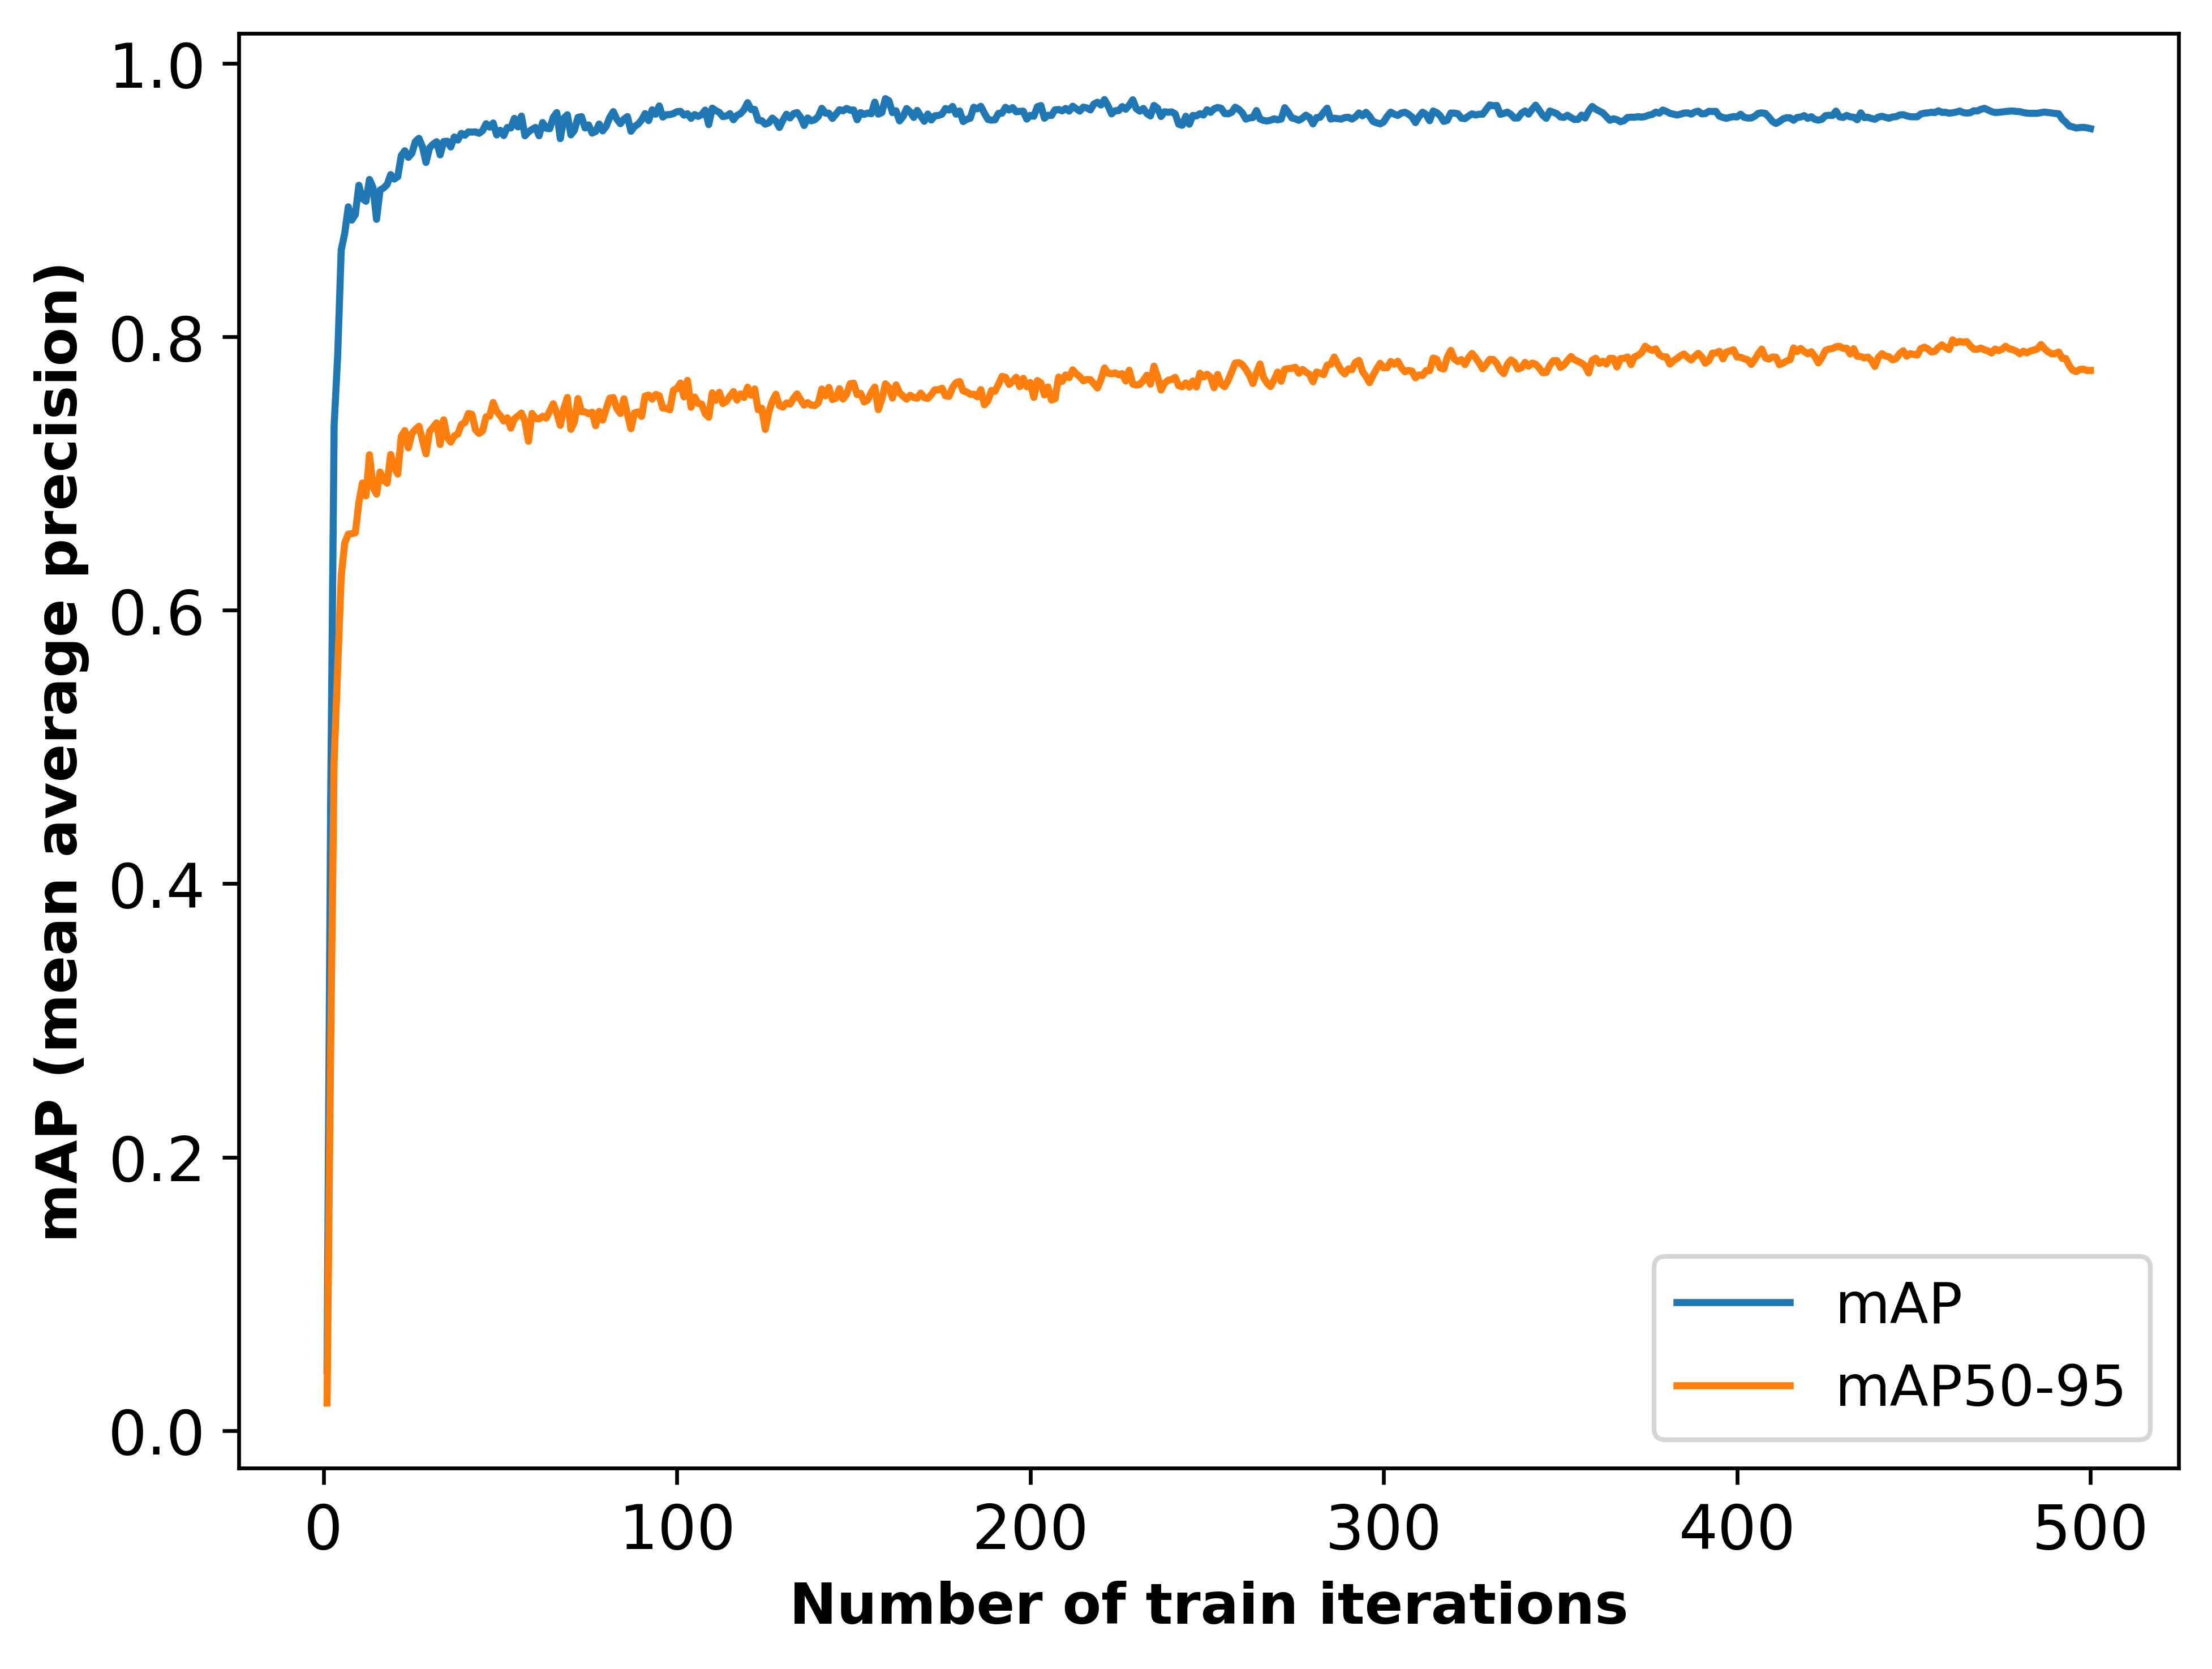 mAP (mean average precision)
1.0
0.8
0.6
0.4
0.2
0.0
mAP
mAP50-95
0 100 200 300 400 500
Number of train iterations